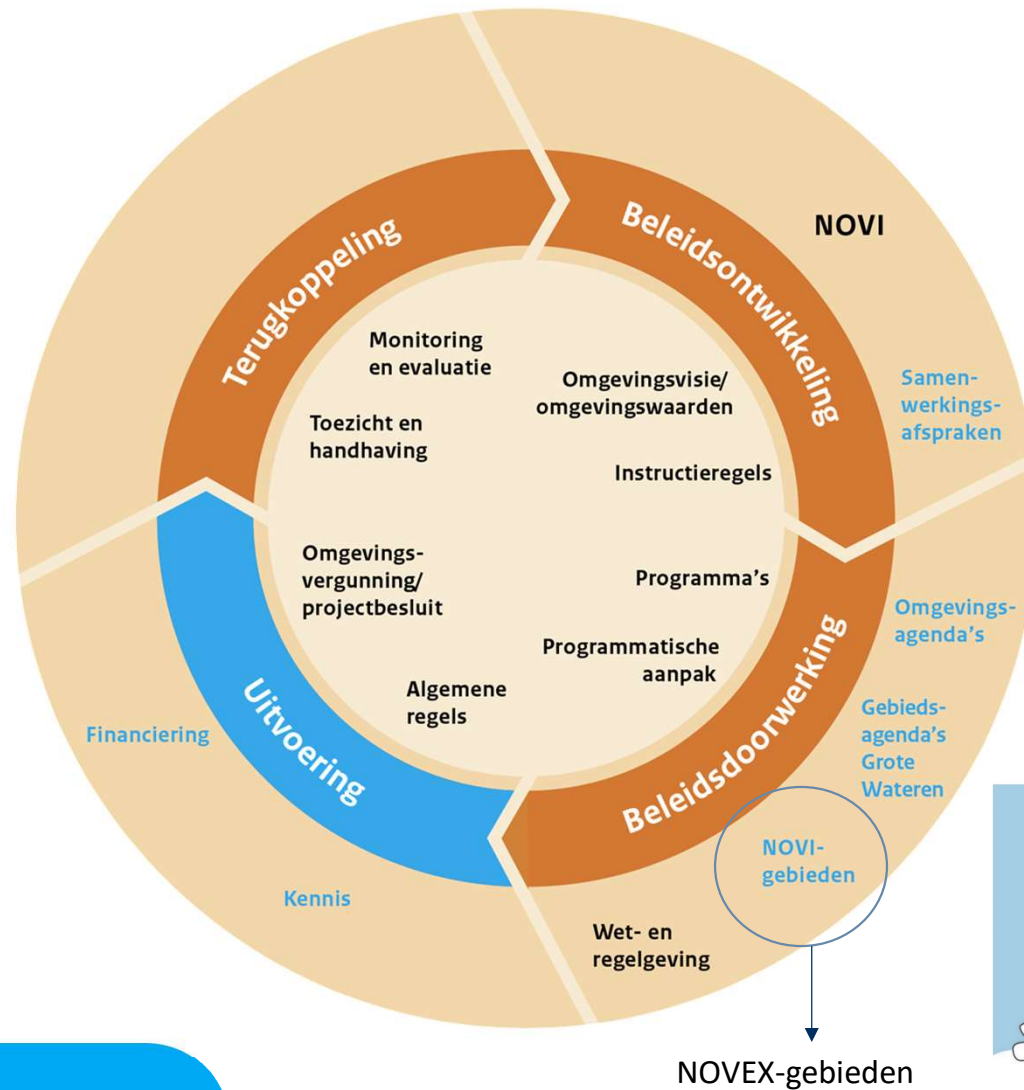 Terugkoppeling
Beleidsontwikkeling
NOVI
Monitoring
en evaluatie
Omgevingsvisie/
omgevingswaarden
Samen-
werkings-
afspraken
Toezicht en
handhaving
Instructieregels
Omgevings-
vergunning/
projectbesluit
Programma's
Omgevings-
agenda's
Programmatische
aanpak
Algemene
regels
Gebieds-
agenda's
Grote
Wateren
Financiering
Uitvoering
Beleidsdoorwerking
NOVI-
gebieden
Kennis
Wet- en
regelgeving
NOVEX-gebieden